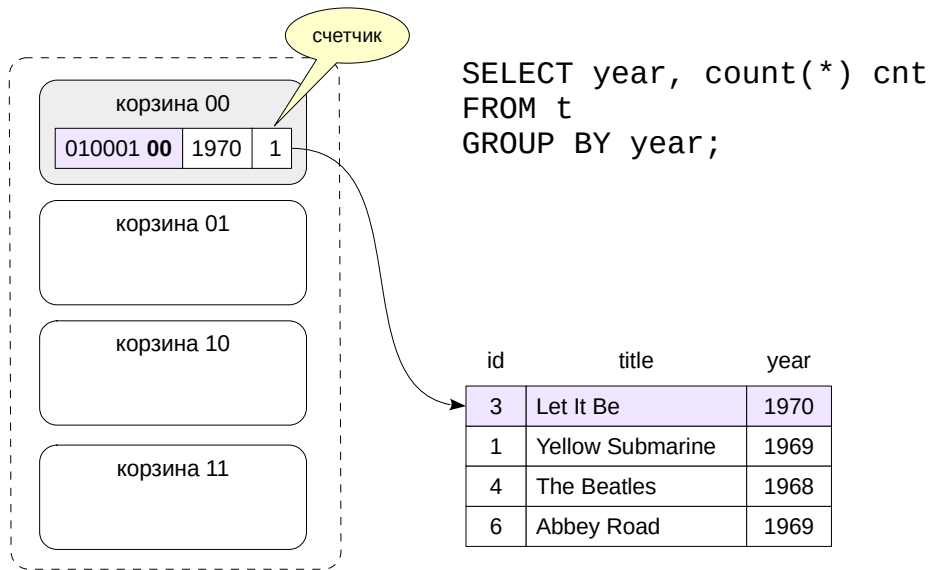 счетчик
SELECT year, count(*) cnt
FROM t
GROUP BY year;
корзина 00
010001 00 1970 1
корзина 01
корзина 10
корзина 11
id title year
3 Let It Be 1970
1 Yellow Submarine 1969
4 The Beatles 1968
6 Abbey Road 1969